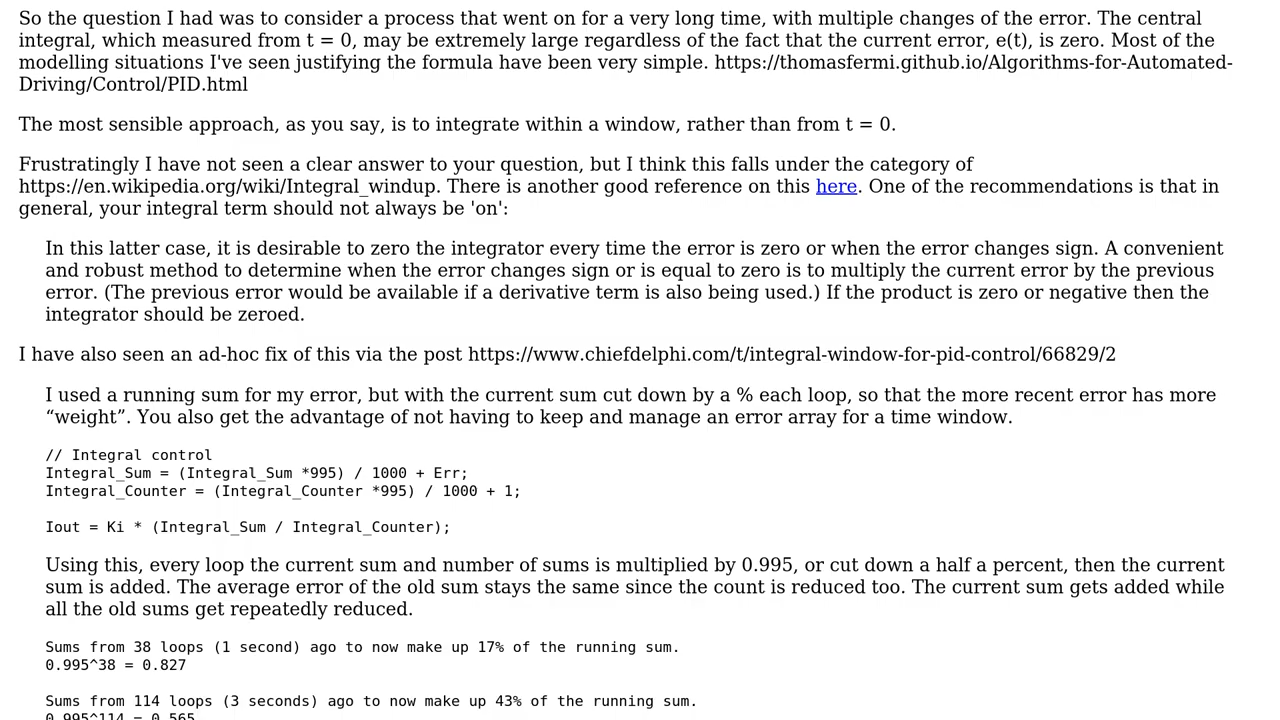 So the question I had was to consider a process that went on for a very long time, with multiple changes of the error. The central
integral, which measured from t = 0, may be extremely large regardless of the fact that the current error, e(t), is zero. Most of the
modelling situations I've seen justifying the formula have been very simple. https://thomasfermi.github.io/Algorithms-for-Automated-
Driving/Control/PID.html
The most sensible approach, as you say, is to integrate within a window, rather than from t = 0.
Frustratingly I have not seen a clear answer to your question, but I think this falls under the category of
https://en.wikipedia.org/wiki/Integral_windup. There is another good reference on this here. One of the recommendations is that in
general, your integral term should not always be 'on':
In this latter case, it is desirable to zero the integrator every time the error is zero or when the error changes sign. A convenient
and robust method to determine when the error changes sign or is equal to zero is to multiply the current error by the previous
error. (The previous error would be available if a derivative term is also being used.) If the product is zero or negative then the
integrator should be zeroed.
I have also seen an ad-hoc fix of this via the post https://www.chiefdelphi.com/t/integral-window-for-pid-control/66829/2
I used a running sum for my error, but with the current sum cut down by a % each loop, so that the more recent error has more
“weight”. You also get the advantage of not having to keep and manage an error array for a time window.
// Integral control
Integral_Sum = (Integral_Sum *995) / 1000 + Err;
Integral_Counter = (Integral_Counter *995) / 1000 + 1;
Iout = Ki * (Integral_Sum / Integral_Counter);
Using this, every loop the current sum and number of sums is multiplied by 0.995, or cut down a half a percent, then the current
sum is added. The average error of the old sum stays the same since the count is reduced too. The current sum gets added while
all the old sums get repeatedly reduced.
Sums from 38 loops (1 second) ago to now make up 17% of the running sum.
0.995^38 = 0.827
Sums from 114 loops (3 seconds) ago to now make up 43% of the running sum.
0.995^114 = 0.565